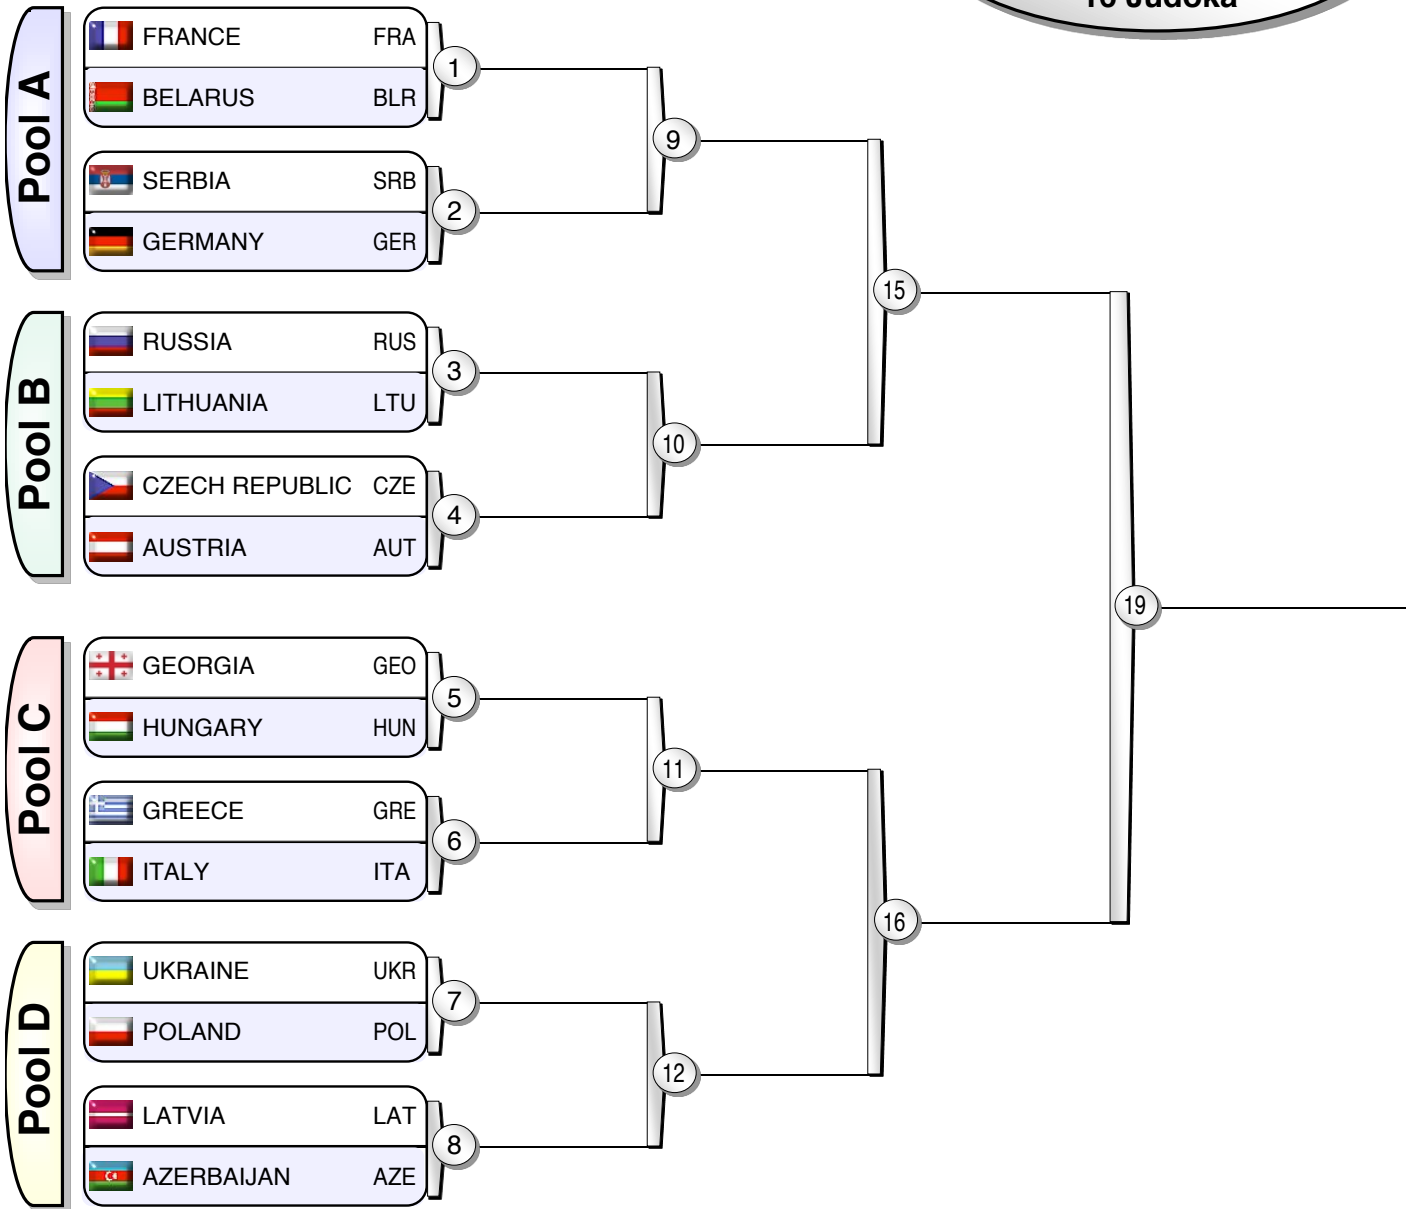 16 Judoka
Pool A
FRANCE FRA
BELARUS BLR
1
SERBIA SRB
GERMANY GER
2
9
Pool B
RUSSIA RUS
LITHUANIA LTU
3
CZECH REPUBLIC CZE
AUSTRIA AUT
4
10
15
Pool C
GEORGIA GEO
HUNGARY HUN
5
GREECE GRE
ITALY ITA
6
11
Pool D
UKRAINE UKR
POLAND POL
7
LATVIA LAT
AZERBAIJAN AZE
8
12
16
19